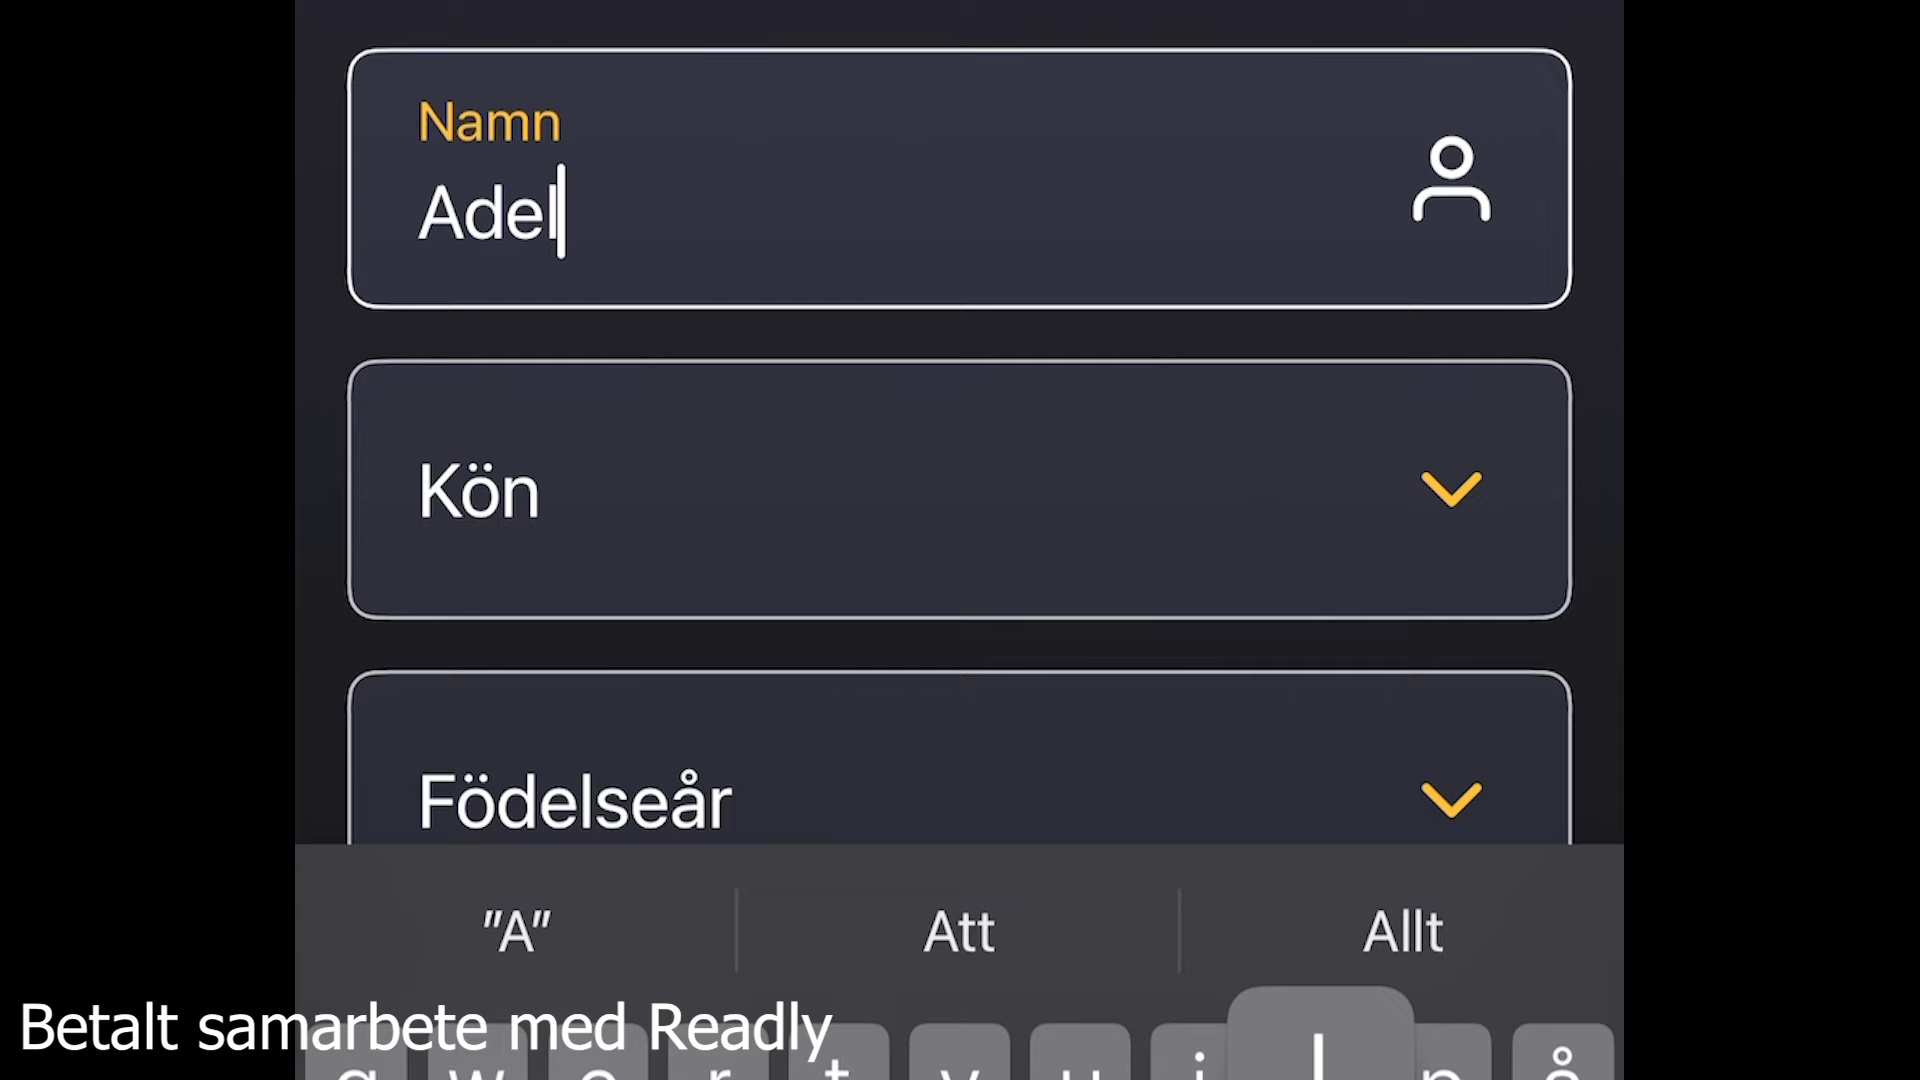 Namn
Adel
Kön
Födelseår
"A" Att Allt
Betalt samarbete med Readly